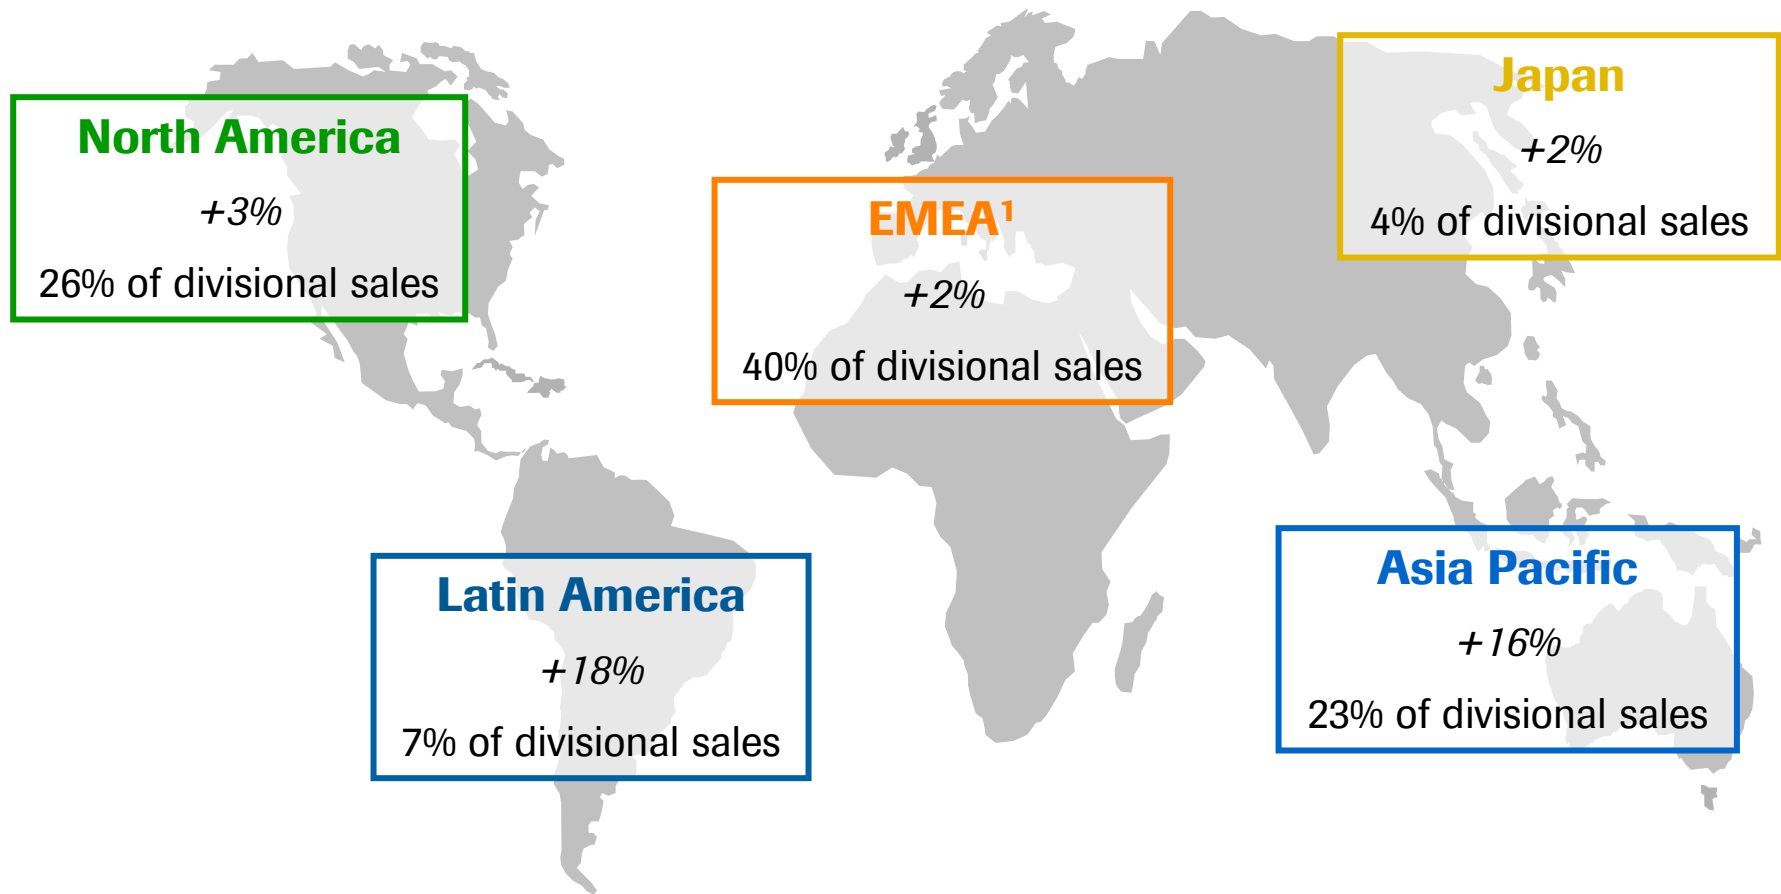 North America
+3%
26% of divisional sales
EMEA¹
+2%
40% of divisional sales
Japan
+2%
4% of divisional sales
Latin America
+18%
7% of divisional sales
Asia Pacific
+16%
23% of divisional sales